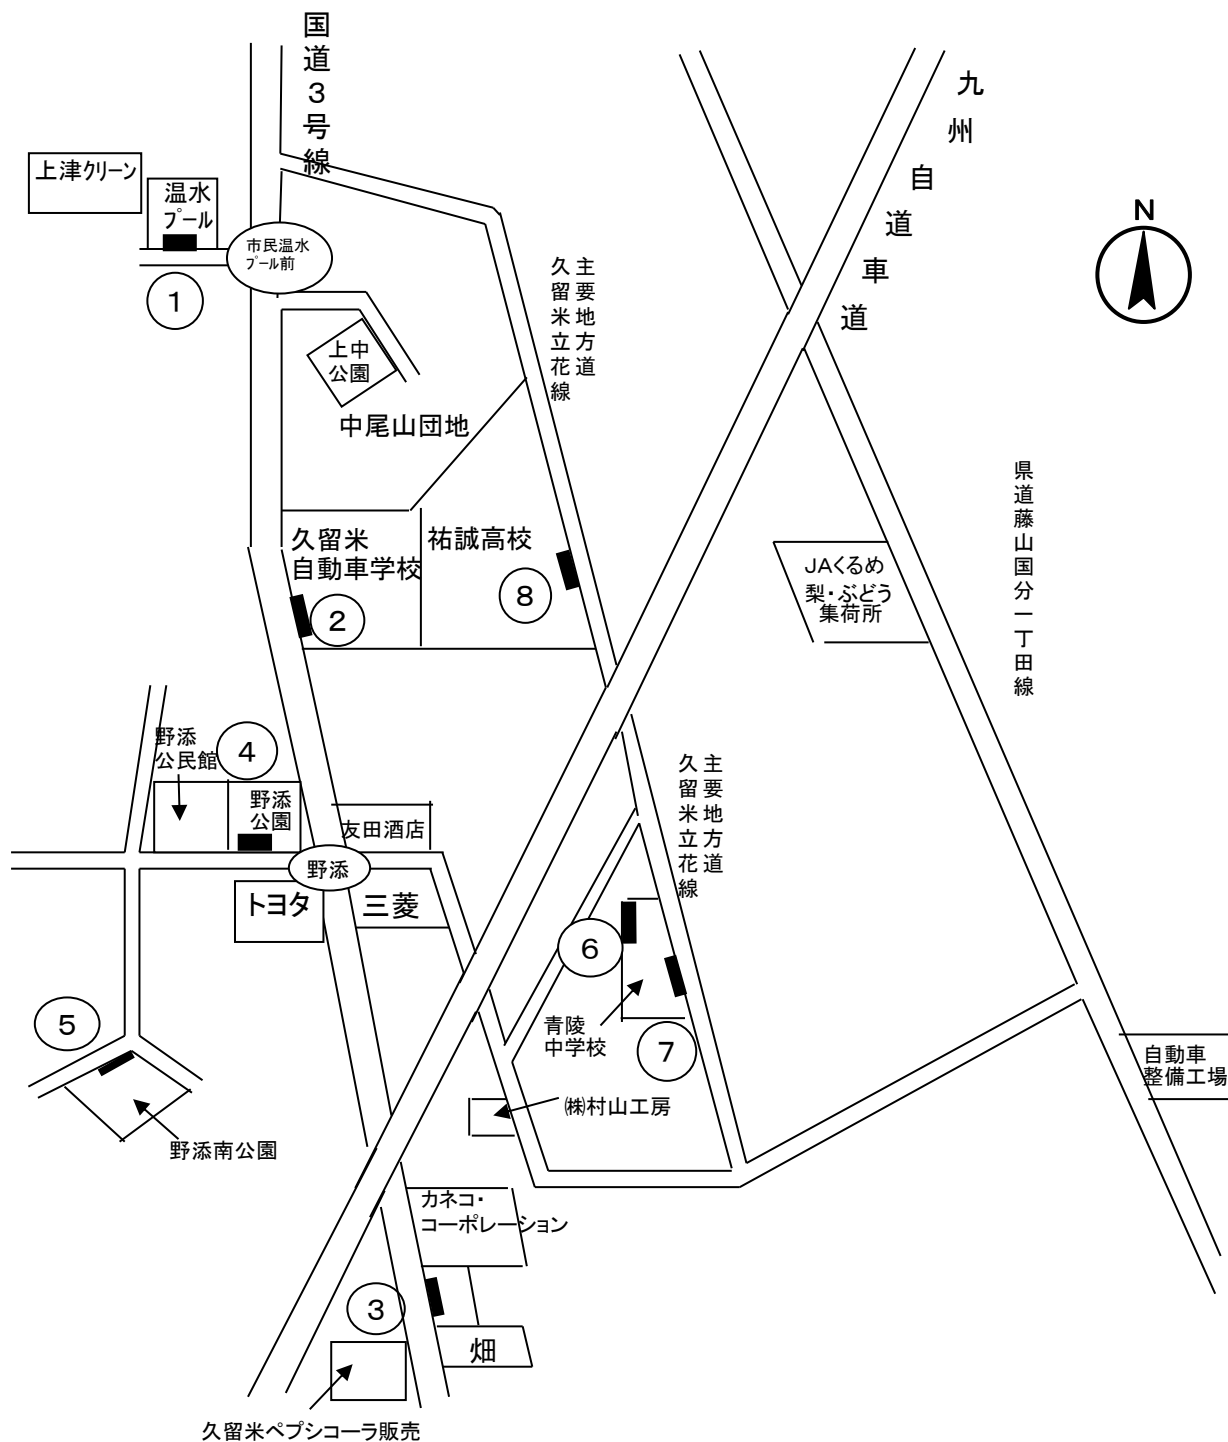 国道3号線
九州自動車道
上津クリーン
温水
プール
N
市民温水
プール前
①
主要地方道
久留米立花線
上中
公園
中尾山団地
県道藤山国分一丁田線
久留米
自動車学校
祐誠高校
JAくるめ
梨・ぶどう
集荷所
⑧
②
野添
公民館
④
主要地方道
久留米立花線
野添
公園
友田酒店
野添
トヨタ
三菱
⑥
⑤
青陵
中学校
⑦
自動車
整備工場
㈱村山工房
野添南公園
カネコ・
コーポレーション
③
畑
久留米ペプシコーラ販売